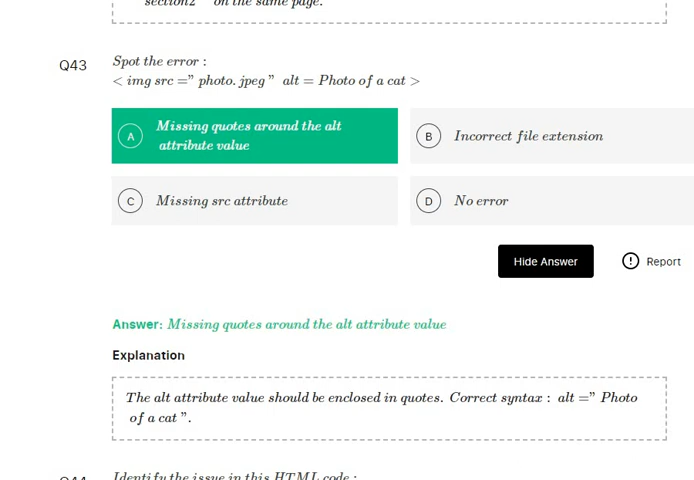 section2" on the same page.
Q43 Spot the error :
< img src =" photo. jpeg " alt = Photo of a cat >
A Missing quotes around the alt
attribute value
B Incorrect file extension
C Missing src attribute
D No error
Hide Answer
! Report
Answer: Missing quotes around the alt attribute value
Explanation
The alt attribute value should be enclosed in quotes. Correct syntax : alt =" Photo
of a cat ".
Q44 Identify the issue in this HTML code :